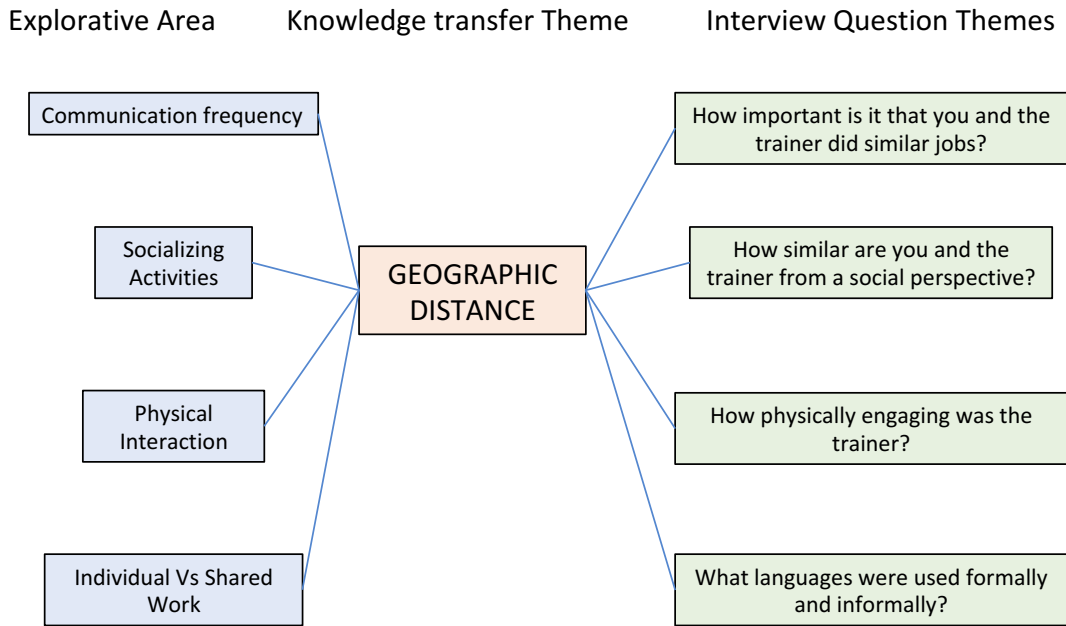 Explorative Area
Knowledge transfer Theme
Interview Question Themes
Communication frequency
Socializing
Activities
Physical
Interaction
Individual Vs Shared
Work
GEOGRAPHIC
DISTANCE
How important is it that you and the
trainer did similar jobs?
How similar are you and the
trainer from a social perspective?
How physically engaging was the
trainer?
What languages were used formally
and informally?